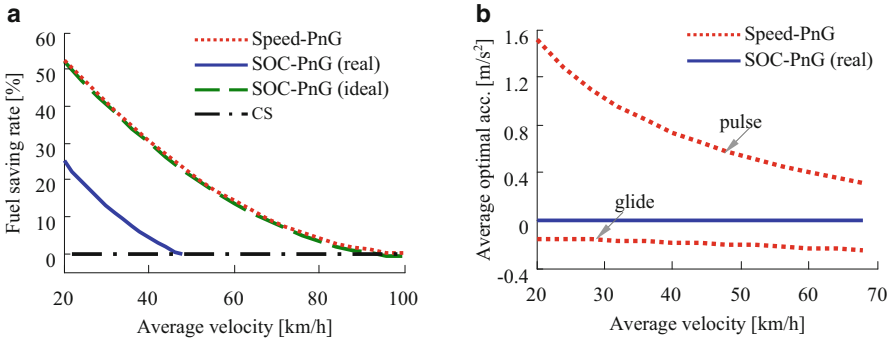 a
Fuel saving rate [%]
60
50
40
30
20
10
0
Speed-PnG
SOC-PnG (real)
SOC-PnG (ideal)
CS
20
40
60
80
100
Average velocity [km/h]
b
Average optimal acc. [m/s²]
1.6
1.2
0.8
0.4
0
-0.4
Speed-PnG
SOC-PnG (real)
pulse
glide
20
30
40
50
60
70
Average velocity [km/h]